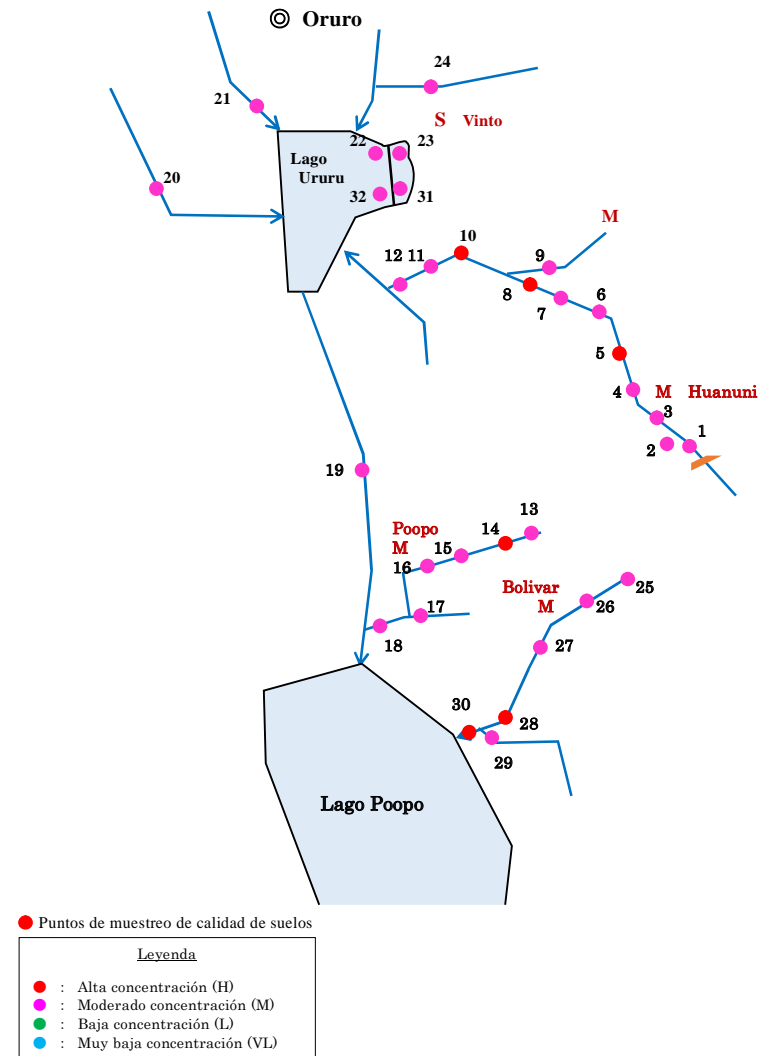 Oruro
24
21
S Vinto
22
23
Lago
Ururu
20
32
31
M
10
12
11
9
8
7
6
5
4
M Huanuni
3
1
2
19
13
Poopo
14
M
15
16
Bolivar
25
M
26
17
18
27
30
28
29
Lago Poopo
Puntos de muestreo de calidad de suelos
Leyenda
: Alta concentración (H)
: Moderado concentración (M)
: Baja concentración (L)
: Muy baja concentración (VL)